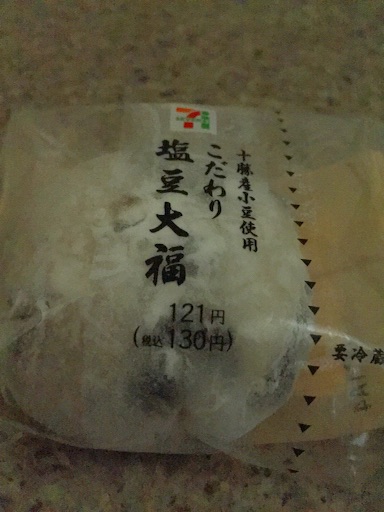 十勝産小豆使用
こだわり
塩豆大福
121円
(税込130円)
要冷蔵